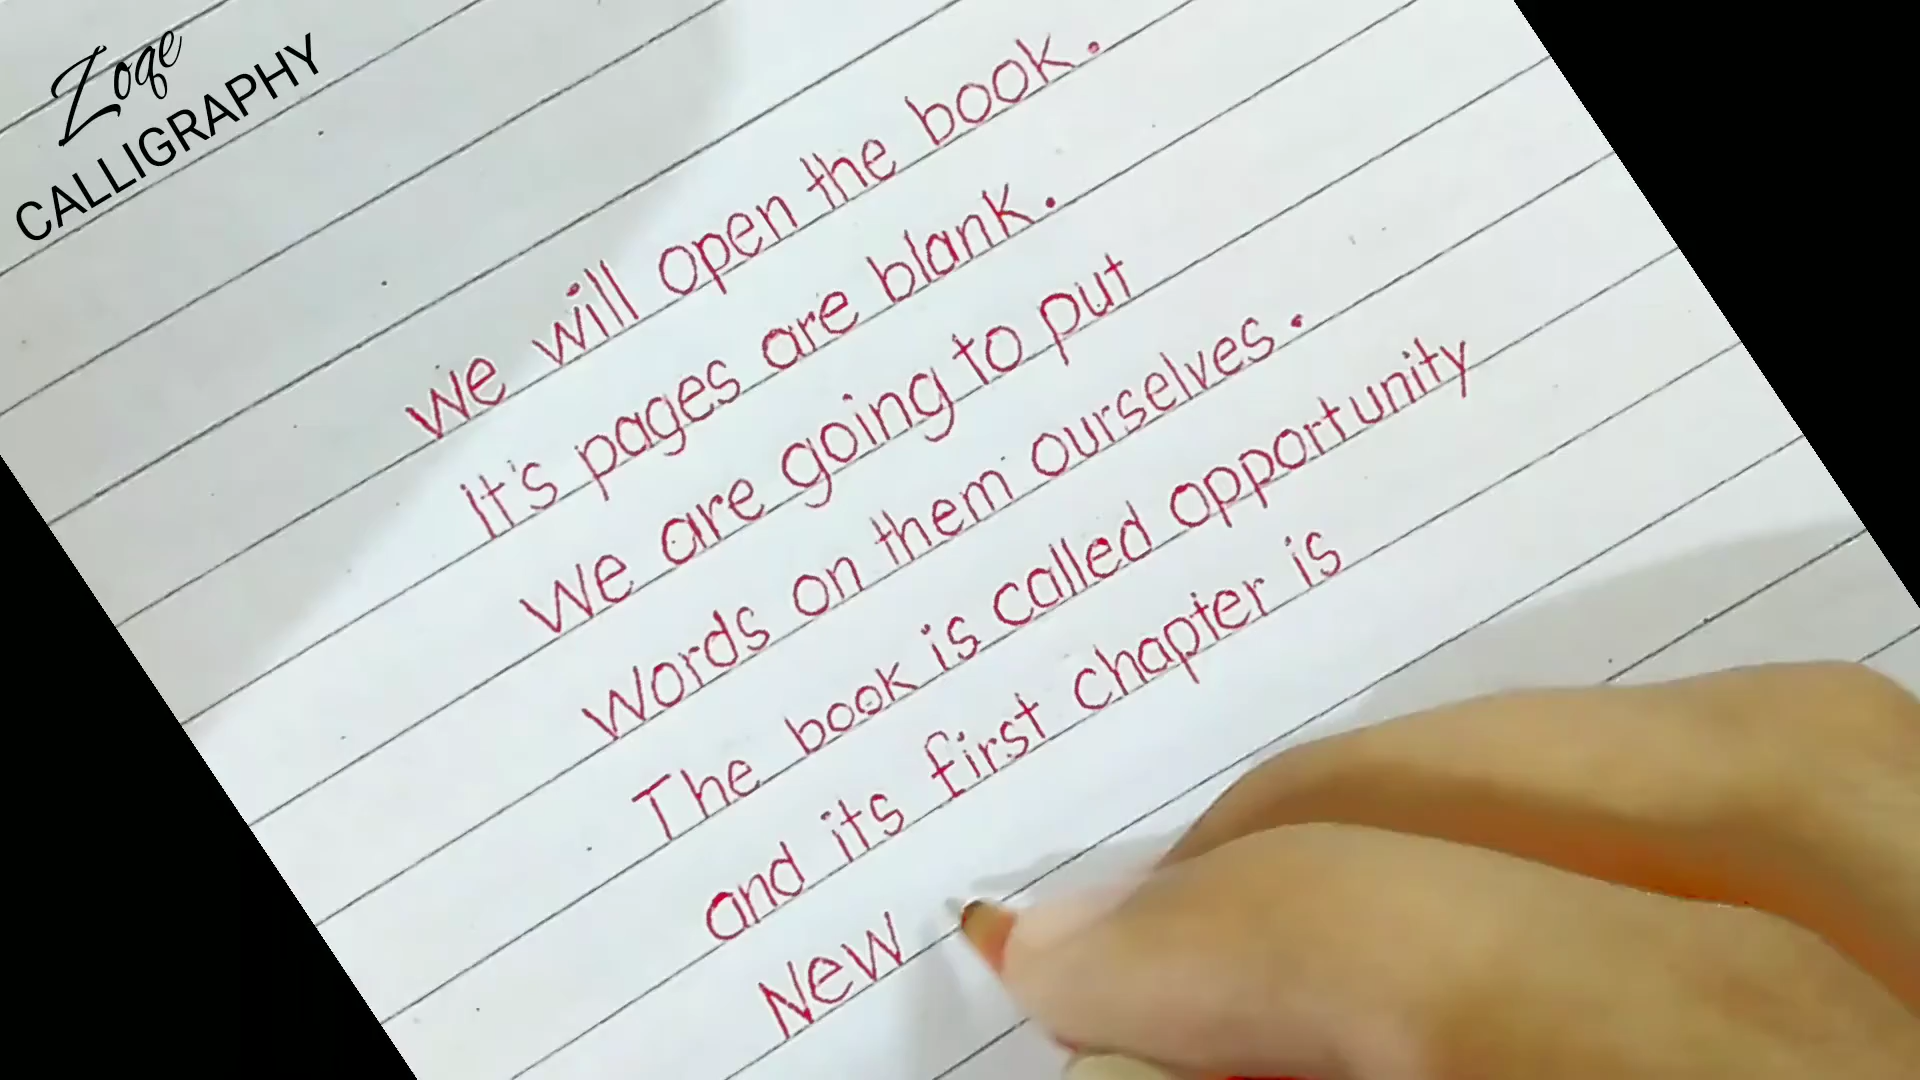 Zoqe
CALLIGRAPHY
we will open the book.
It's pages are blank.
We are going to put
words on them ourselves.
The book is called opportunity
and its first chapter is
New